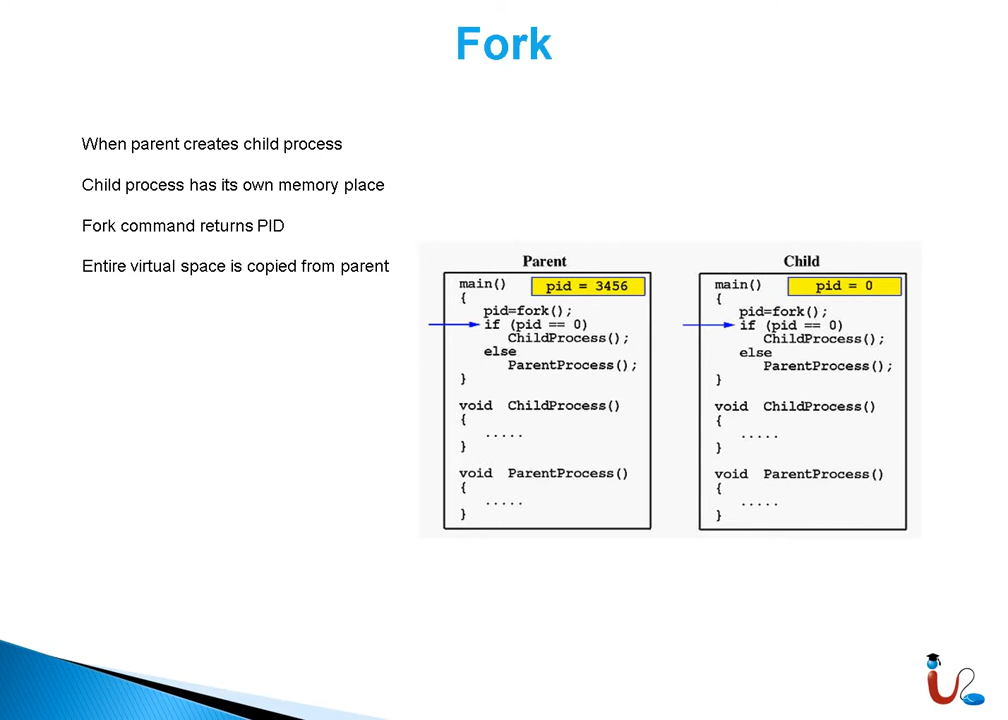 Fork
When parent creates child process
Child process has its own memory place
Fork command returns PID
Entire virtual space is copied from parent
Parent
main()
pid = 3456
{
pid=fork();
if (pid == 0)
ChildProcess();
else
ParentProcess();
}
void ChildProcess()
{
.....
}
void ParentProcess()
{
.....
}
Child
main()
pid = 0
{
pid=fork();
if (pid == 0)
ChildProcess();
else
ParentProcess();
}
void ChildProcess()
{
.....
}
void ParentProcess()
{
.....
}